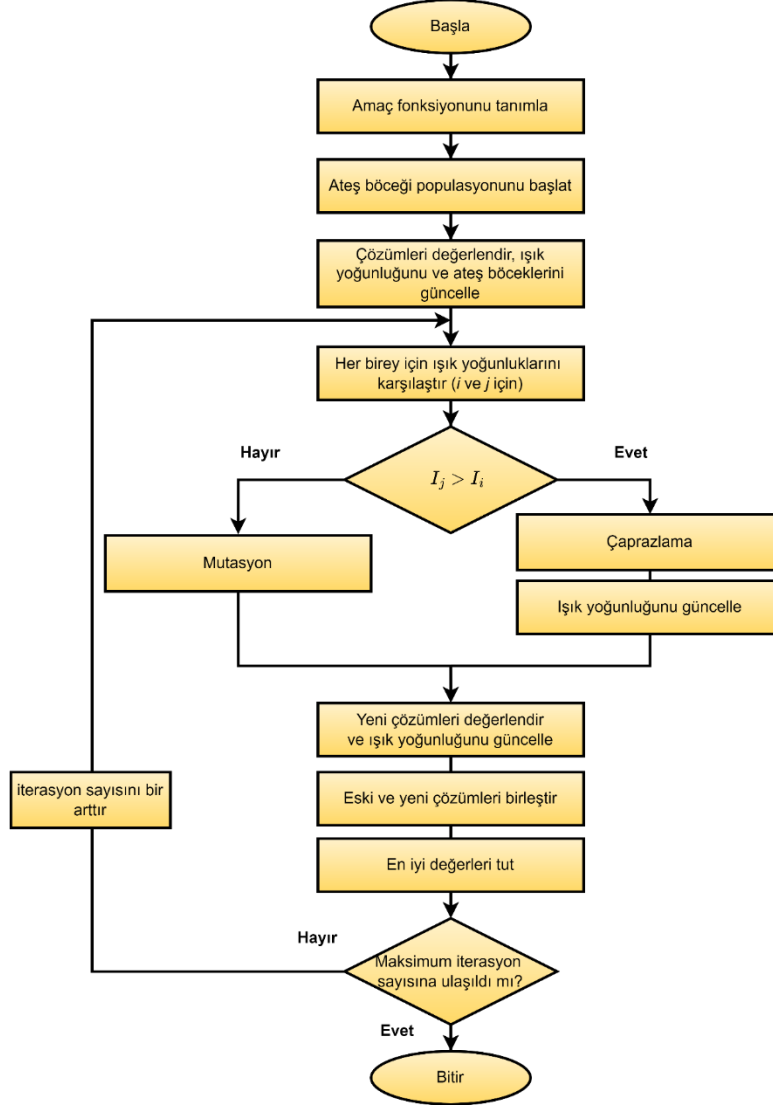 Başla
Amaç fonksiyonunu tanımla
Ateş böceği populasyonunu başlat
Çözümleri değerlendir, ışık
yoğunluğunu ve ateş böceklerini
güncelle
Her birey için ışık yoğunluklarını
karşılaştır (i ve j için)
Hayır
Evet
I_j > I_i
Mutasyon
Çaprazlama
Işık yoğunluğunu güncelle
Yeni çözümleri değerlendir
ve ışık yoğunluğunu güncelle
iterasyon sayısını bir
arttır
Eski ve yeni çözümleri birleştir
En iyi değerleri tut
Hayır
Maksimum iterasyon
sayısına ulaşıldı mı?
Evet
Bitir